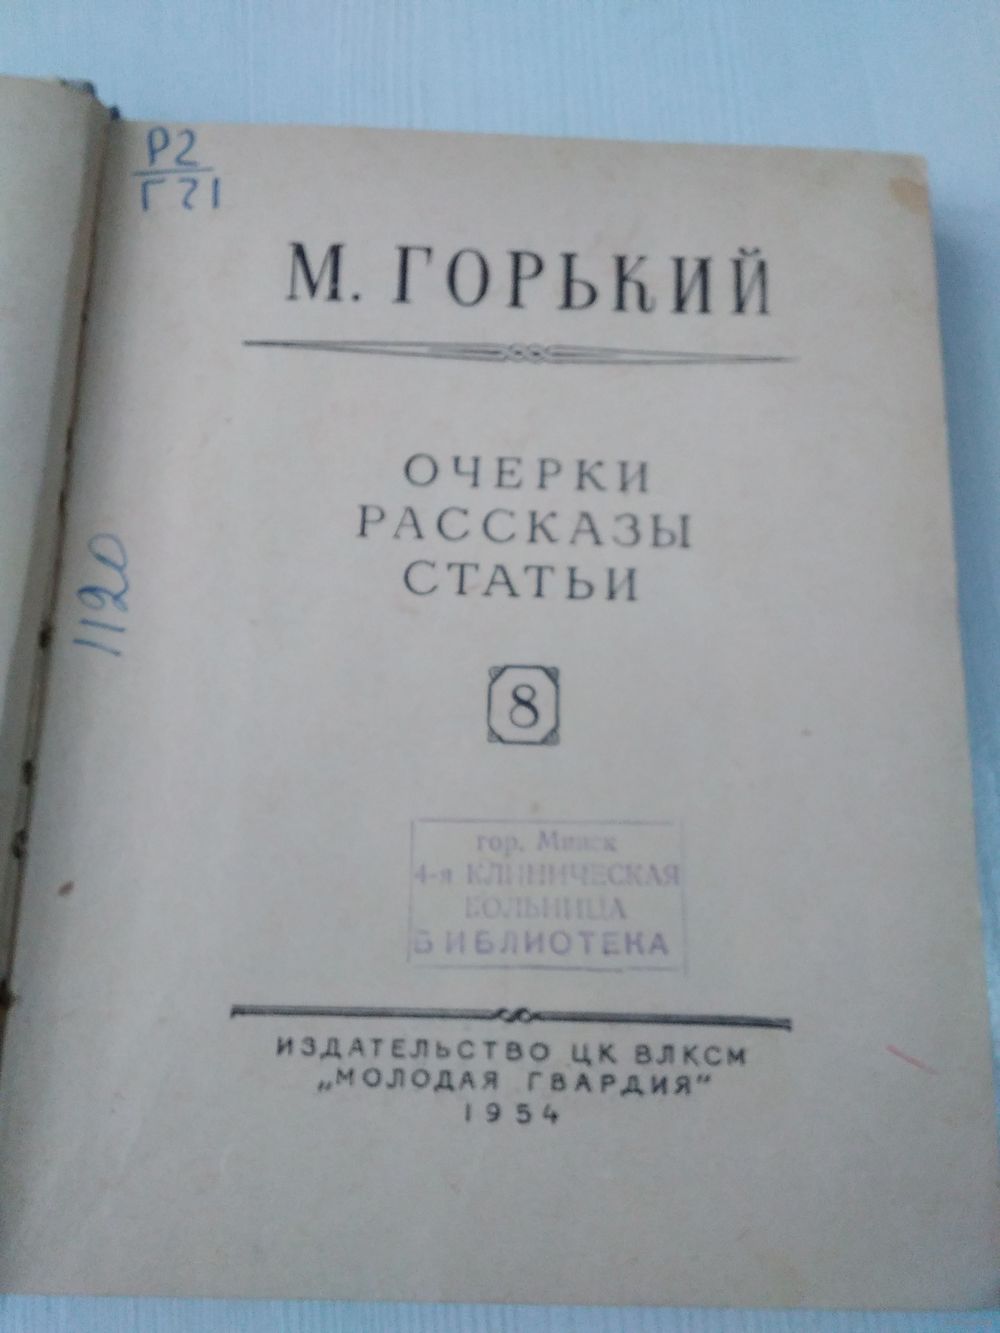 Р2
Г71
М. ГОРЬКИЙ
ОЧЕРКИ
РАССКАЗЫ
СТАТЬИ
1120
8
гор. Минск
4-я КЛИНИЧЕСКАЯ
БОЛЬНИЦА
БИБЛИОТЕКА
ИЗДАТЕЛЬСТВО ЦК ВЛКСМ
„МОЛОДАЯ ГВАРДИЯ"
1954